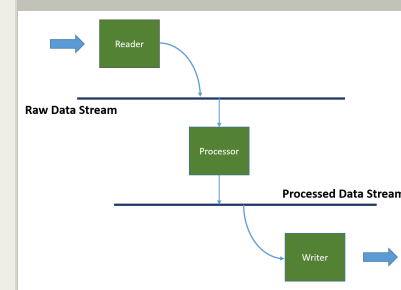 Reader
Raw Data Stream
Processor
Processed Data Stream
Writer